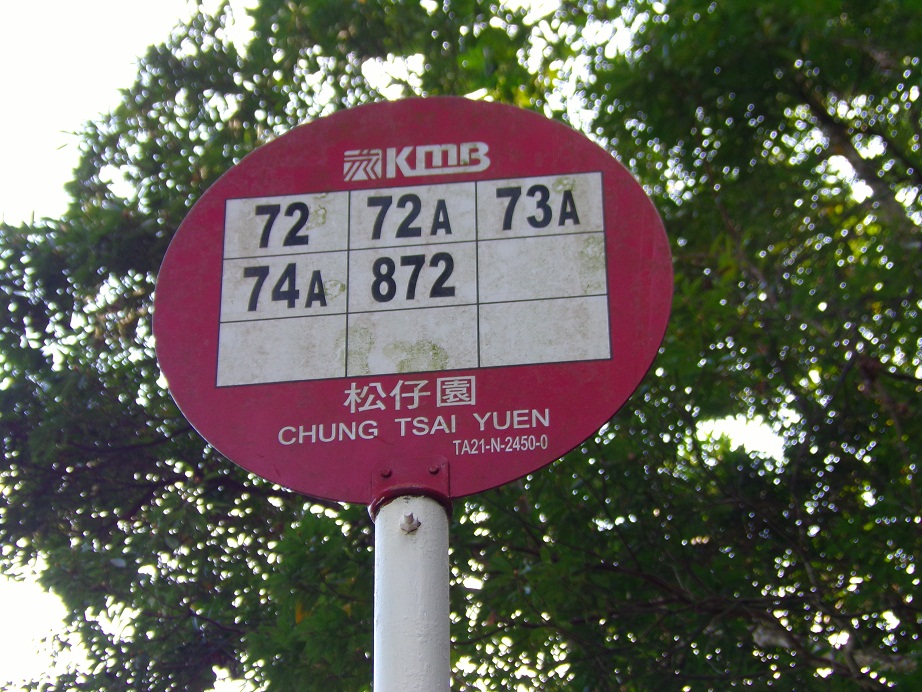 KMB
72 72A 73A
74A 872
松仔園
CHUNG TSAI YUEN
TA21-N-2450-0